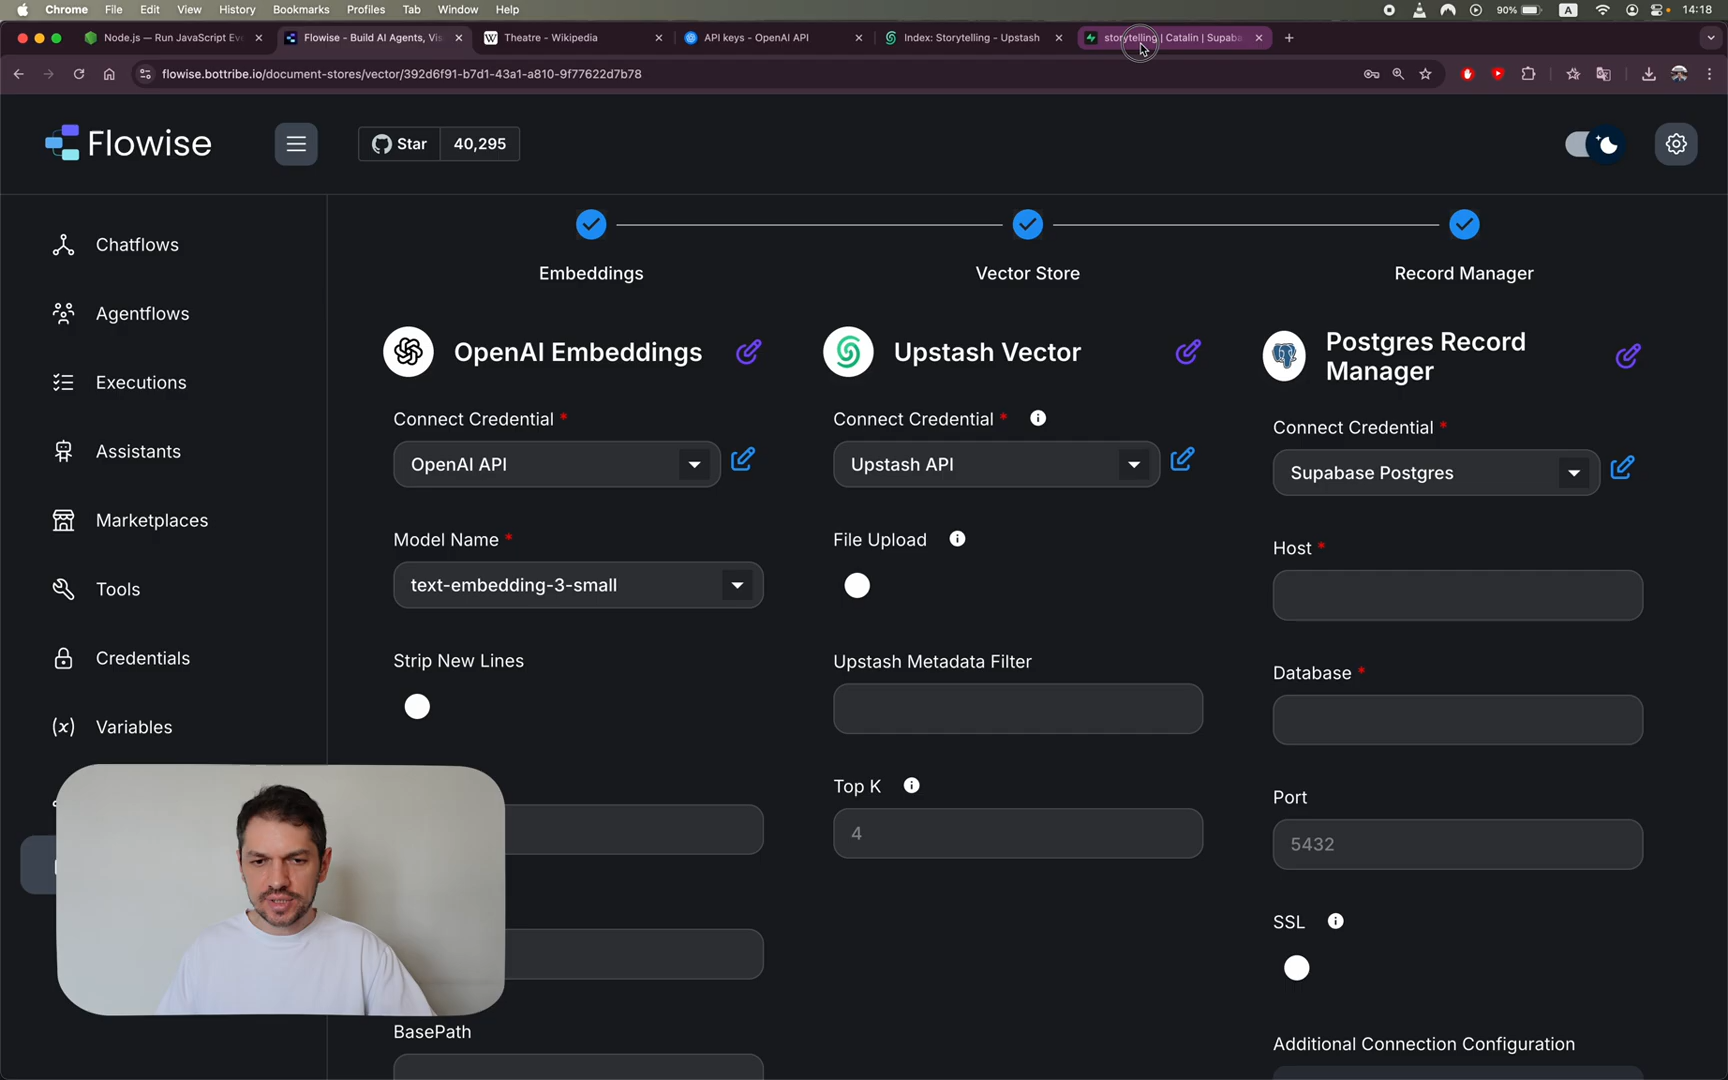 Chrome File Edit View History Bookmarks Profiles Tab Window Help 90% A 14:18
Node.js — Run JavaScript Eve
Flowise - Build AI Agents, Vis
Theatre - Wikipedia
API keys - OpenAI API
Index: Storytelling - Upstash
storytelling | Catalin | Supaba
flowise.bottribe.io/document-stores/vector/392d6f91-b7d1-43a1-a810-9f77622d7b78
Flowise
Star 40,295
Chatflows
Agentflows
Executions
Assistants
Marketplaces
Tools
Credentials
Variables
Embeddings
Vector Store
Record Manager
OpenAI Embeddings
Connect Credential *
OpenAI API
Model Name *
text-embedding-3-small
Strip New Lines
BasePath
Upstash Vector
Connect Credential *
Upstash API
File Upload
Upstash Metadata Filter
Top K
4
Postgres Record
Manager
Connect Credential *
Supabase Postgres
Host *
Database *
Port
5432
SSL
Additional Connection Configuration